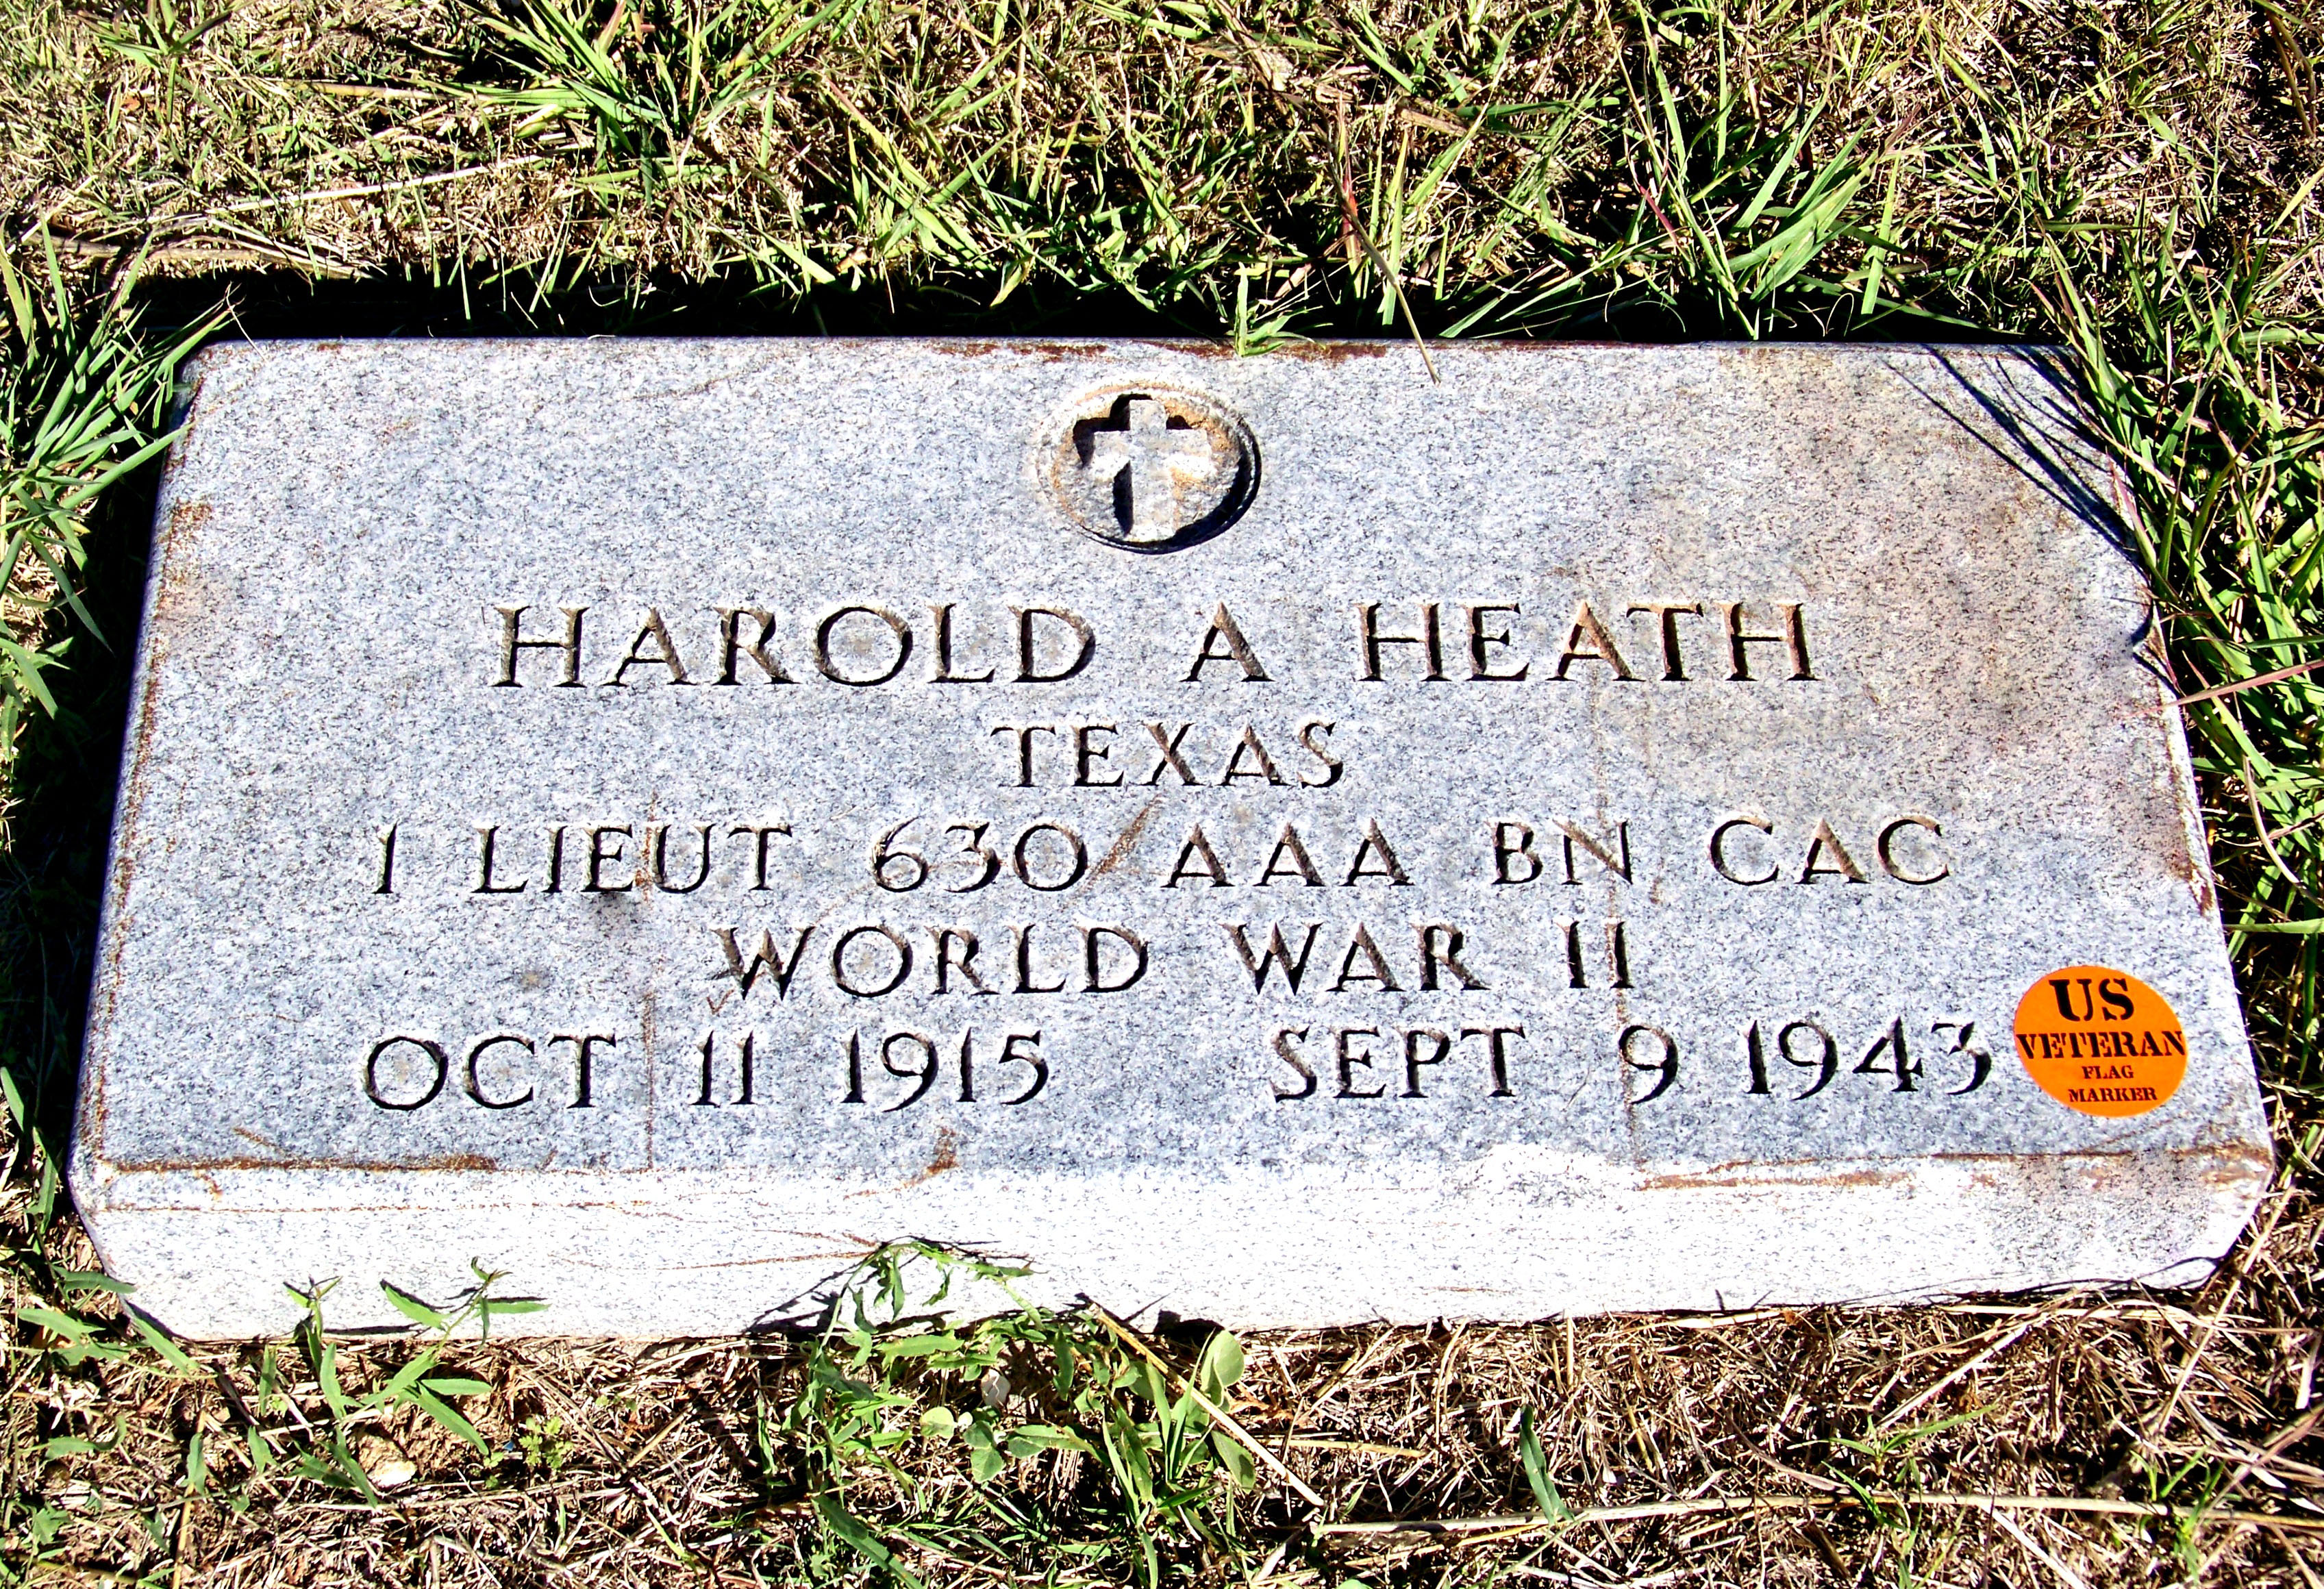 HAROLD A HEATH
TEXAS
1 LIEUT 630 AAA BN CAC
WORLD WAR II
OCT 11 1915 SEPT 9 1943
US
VETERAN
FLAG
MARKER